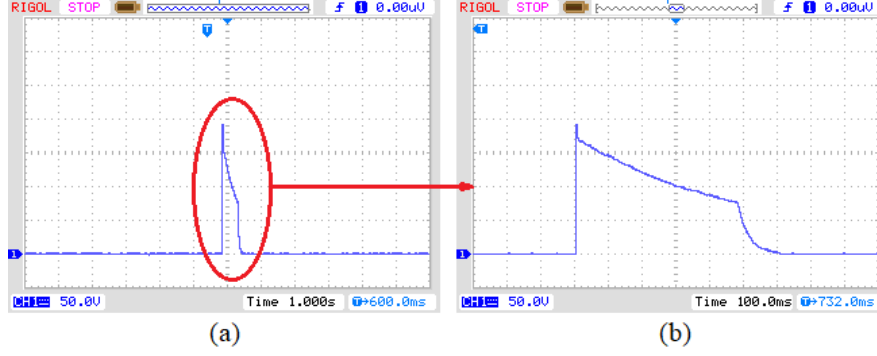 RIGOL STOP T f 1 0.00uV
T
1
CH1 50.0V Time 1.000s T→600.0ms
(a)
RIGOL STOP f 1 0.00uV
T
1
CH1 50.0V Time 100.0ms T→732.0ms
(b)